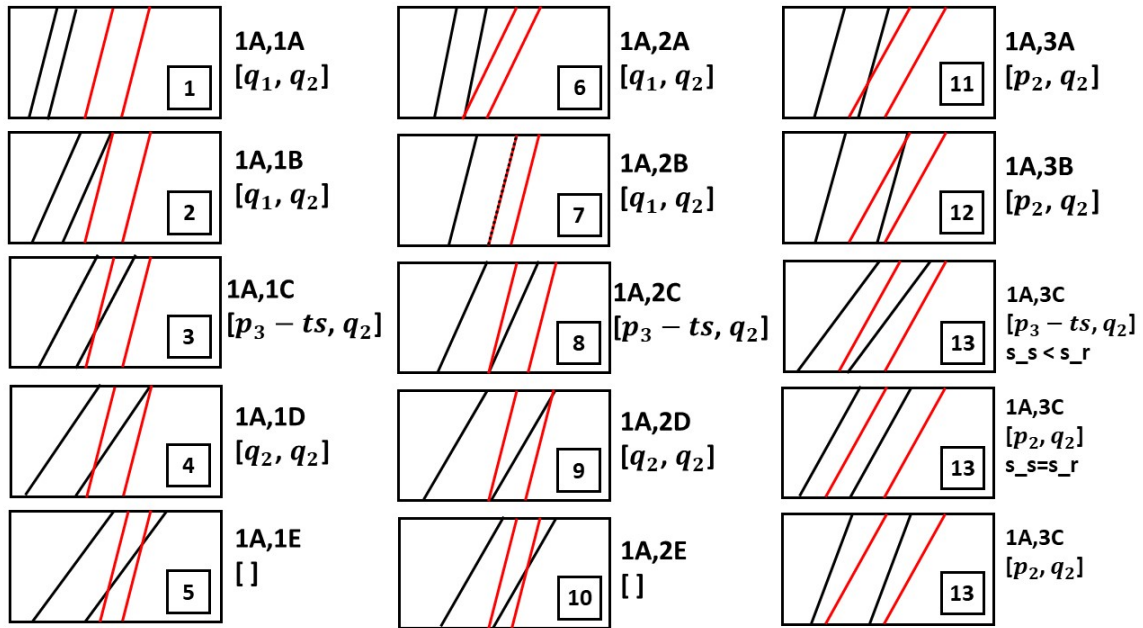 1A,1A
[q₁, q₂]
1
1A,1B
[q₁, q₂]
2
1A,1C
[p₃ − ts, q₂]
3
1A,1D
[q₂, q₂]
4
1A,1E
[ ]
5
1A,2A
[q₁, q₂]
6
1A,2B
[q₁, q₂]
7
1A,2C
[p₃ − ts, q₂]
8
1A,2D
[q₂, q₂]
9
1A,2E
[ ]
10
1A,3A
[p₂, q₂]
11
1A,3B
[p₂, q₂]
12
1A,3C
[p₃ − ts, q₂]
s_s < s_r
13
1A,3C
[p₂, q₂]
s_s=s_r
13
1A,3C
[p₂, q₂]
13